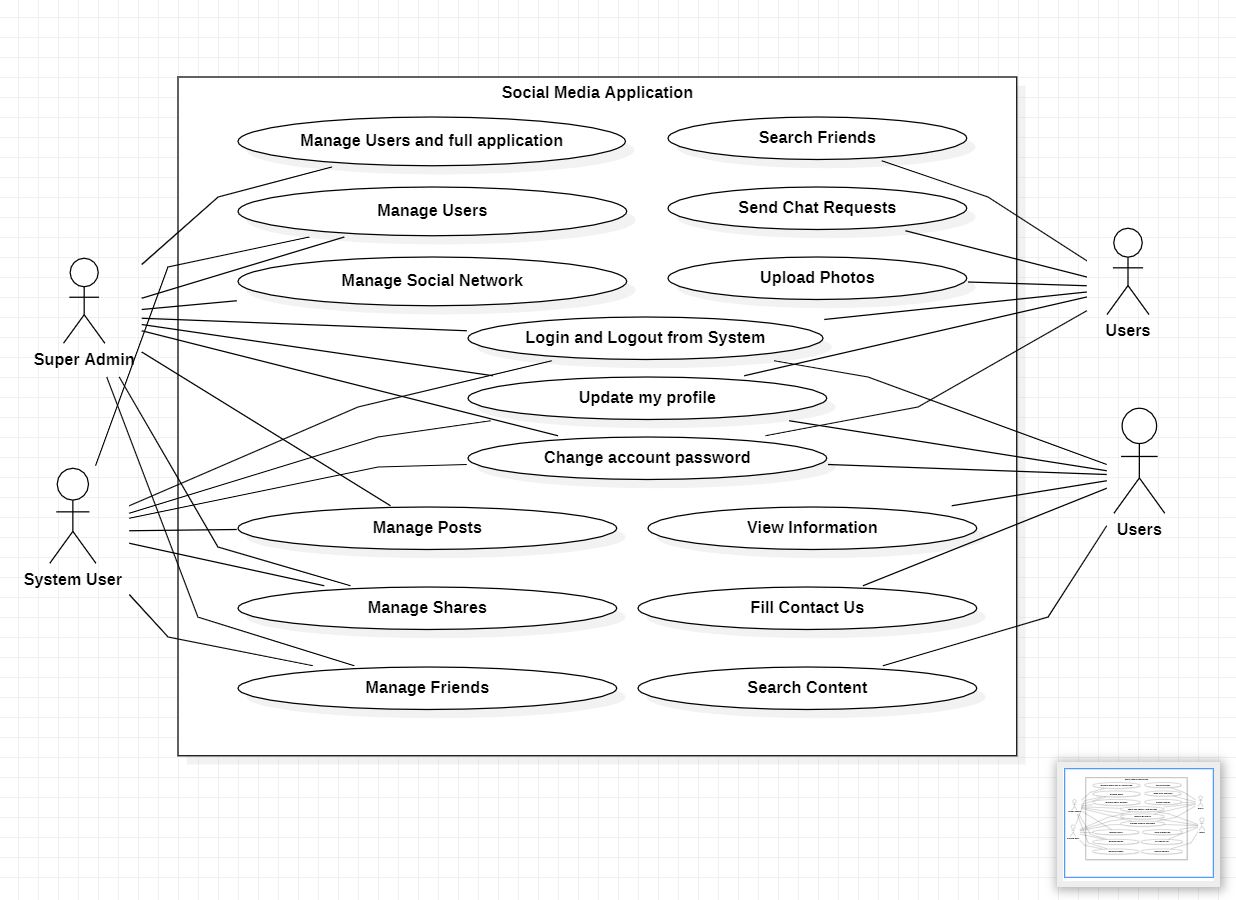 Social Media Application
Manage Users and full application
Search Friends
Manage Users
Send Chat Requests
Manage Social Network
Upload Photos
Users
Login and Logout from System
Super Admin
Update my profile
Change account password
Manage Posts
View Information
Users
System User
Manage Shares
Fill Contact Us
Manage Friends
Search Content